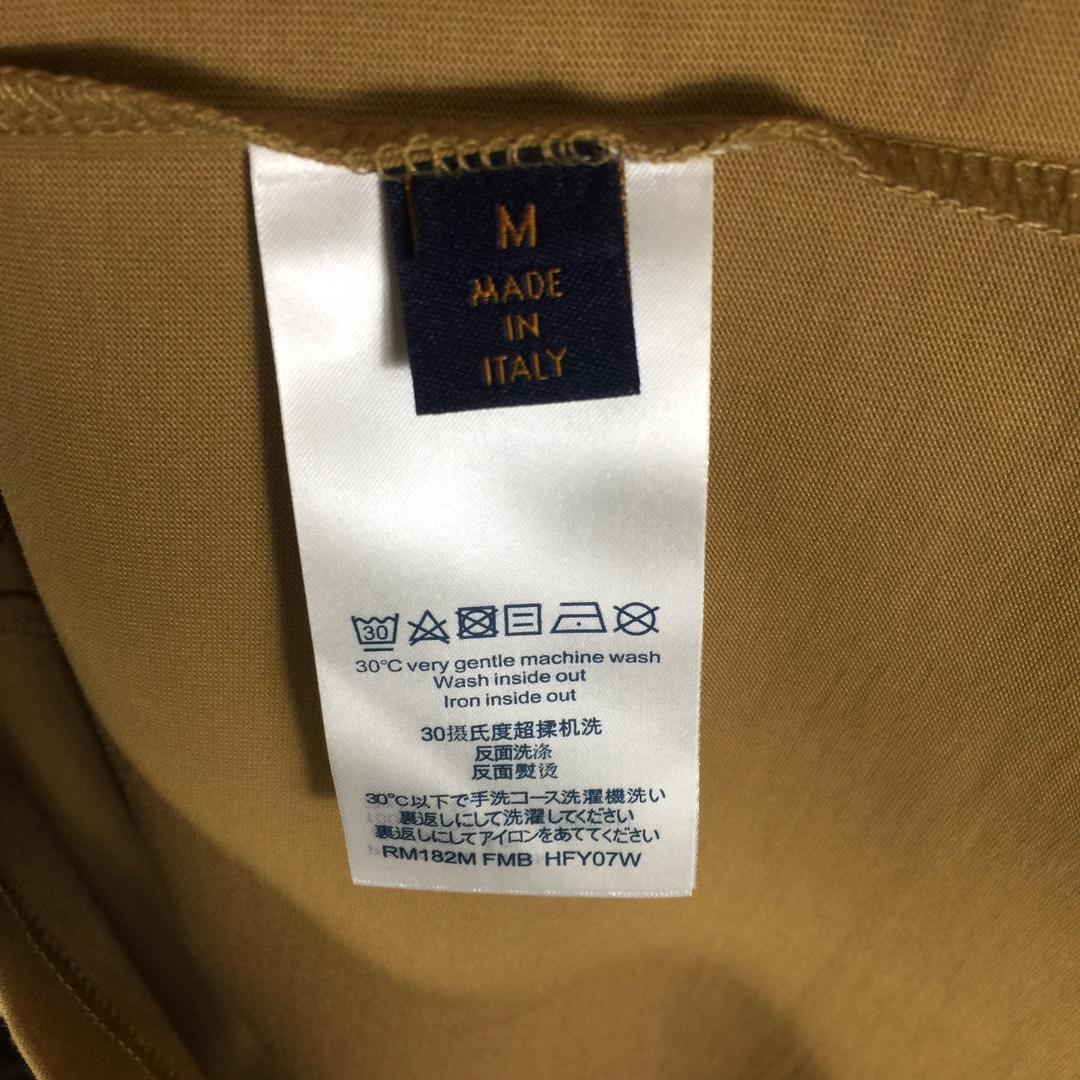 M
MADE
IN
ITALY
30
30°C very gentle machine wash
Wash inside out
Iron inside out
30摄氏度超揉机洗
反面洗涤
反面熨烫
30°C以下で手洗コース洗濯機洗い
裏返しにして洗濯してください
裏返しにしてアイロンをあててください
RM182M FMB HFY07W